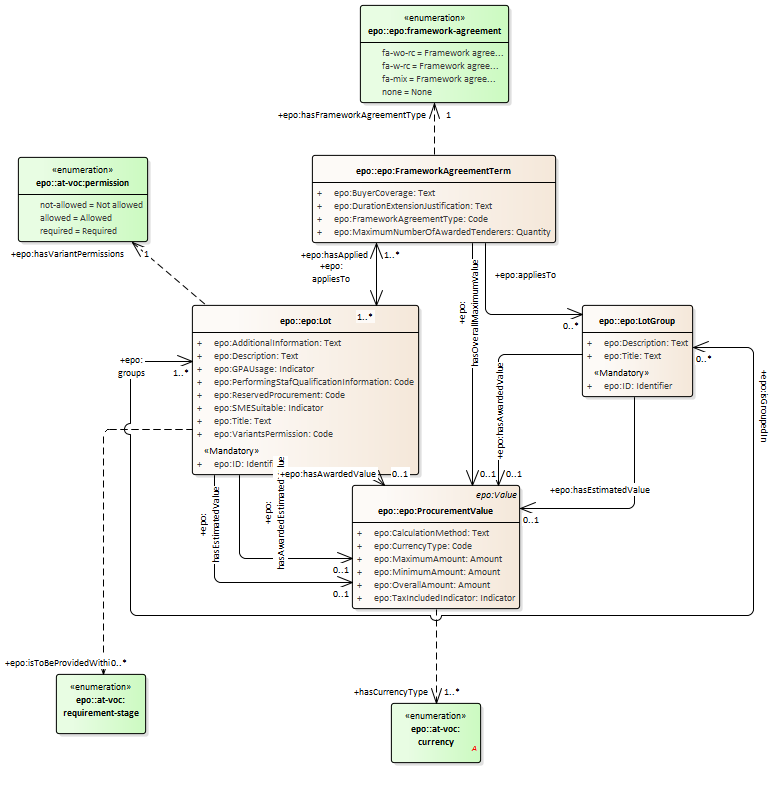 «enumeration»
epo::epo:framework-agreement
fa-wo-rc = Framework agree...
fa-w-rc = Framework agree...
fa-mix = Framework agree...
none = None
+epo:hasFrameworkAgreementType 1
«enumeration»
epo::at-voc:permission
not-allowed = Not allowed
allowed = Allowed
required = Required
+epo:hasVariantPermissions 1
epo::epo:FrameworkAgreementTerm
+ epo:BuyerCoverage: Text
+ epo:DurationExtensionJustification: Text
+ epo:FrameworkAgreementType: Code
+ epo:MaximumNumberOfAwardedTenderers: Quantity
+epo:hasApplied 1..*
+epo:
appliesTo
1..*
+epo:
hasOverallMaximumValue
0..1
+epo:appliesTo
0..*
epo::epo:Lot
+ epo:AdditionalInformation: Text
+ epo:Description: Text
+ epo:GPAUsage: Indicator
+ epo:PerformingStafQualificationInformation: Code
+ epo:ReservedProcurement: Code
+ epo:SMESuitable: Indicator
+ epo:Title: Text
+ epo:VariantsPermission: Code
«Mandatory»
+ epo:ID: Identifi
epo::epo:LotGroup
+ epo:Description: Text
+ epo:Title: Text
«Mandatory»
+ epo:ID: Identifier
+epo:
groups
1..*
0..*
+epo:isGroupedIn
+epo:hasAwardedValue
0..1
+epo:hasAwardedValue 0..1
+epo:hasEstimatedValue
0..1
+epo:
hasEstimatedValue
0..1
+epo:
hasAwardedEstimatedValue
0..1
epo:Value
epo::epo:ProcurementValue
+ epo:CalculationMethod: Text
+ epo:CurrencyType: Code
+ epo:MaximumAmount: Amount
+ epo:MinimumAmount: Amount
+ epo:OverallAmount: Amount
+ epo:TaxIncludedIndicator: Indicator
+epo:isToBeProvidedWithi 0..*
«enumeration»
epo::at-voc:
requirement-stage
+hasCurrencyType 1..*
«enumeration»
epo::at-voc:
currency
A